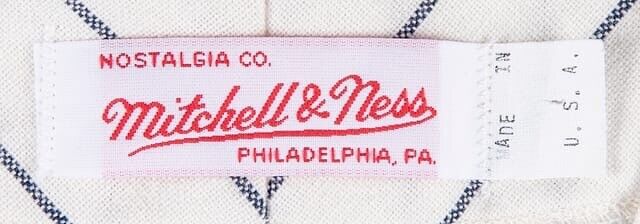 NOSTALGIA CO.
Mitchell & Ness
PHILADELPHIA, PA.
MADE IN
U. S. A.